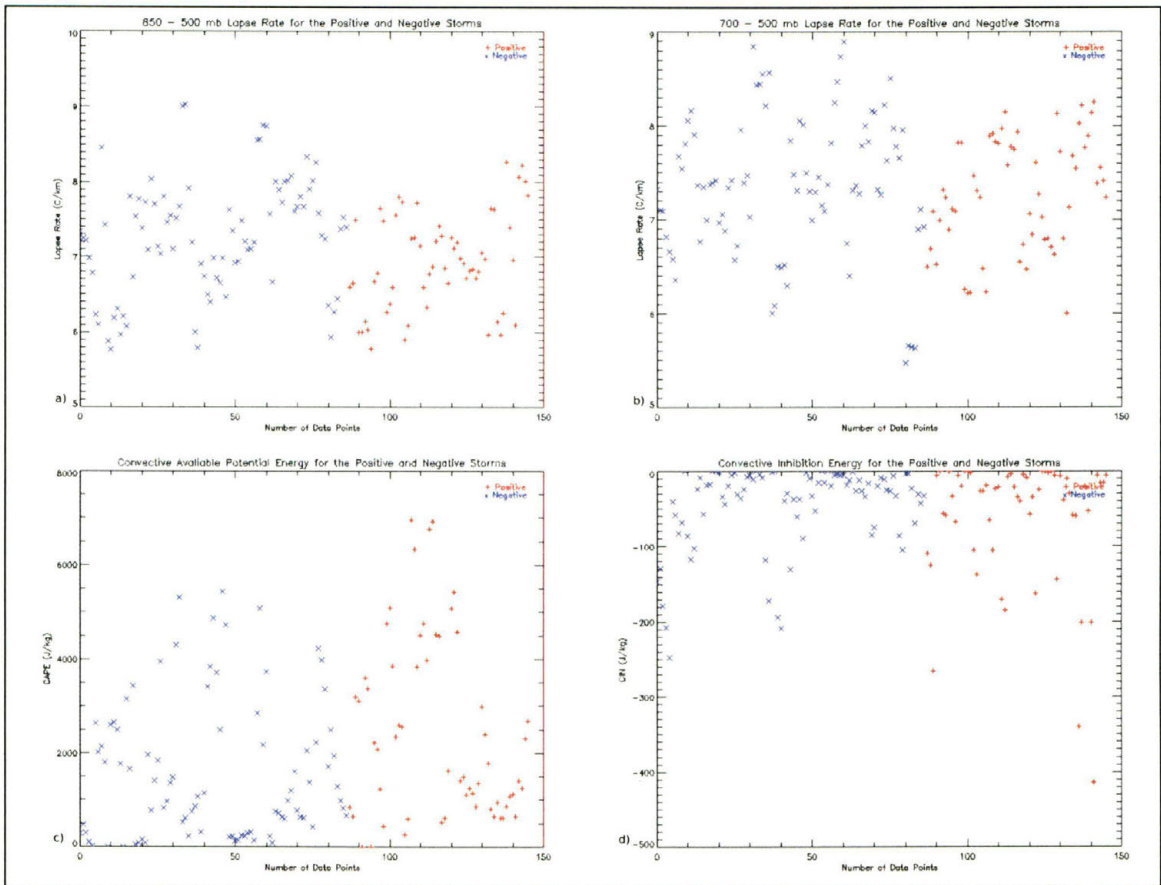 850 - 500 mb Lapse Rate for the Positive and Negative Storms
10
9
8
7
6
5
Lapse Rate (C/km)
+ Positive
× Negative
a)
0
50
100
150
Number of Data Points
700 - 500 mb Lapse Rate for the Positive and Negative Storms
9
8
7
6
5
Lapse Rate (C/km)
+ Positive
× Negative
b)
0
50
100
150
Number of Data Points
Convective Available Potential Energy for the Positive and Negative Storms
8000
6000
4000
2000
0
CAPE (J/kg)
+ Positive
× Negative
c)
0
50
100
150
Number of Data Points
Convective Inhibition Energy for the Positive and Negative Storms
0
-100
-200
-300
-400
-500
CIN (J/kg)
+ Positive
× Negative
d)
0
50
100
150
Number of Data Points